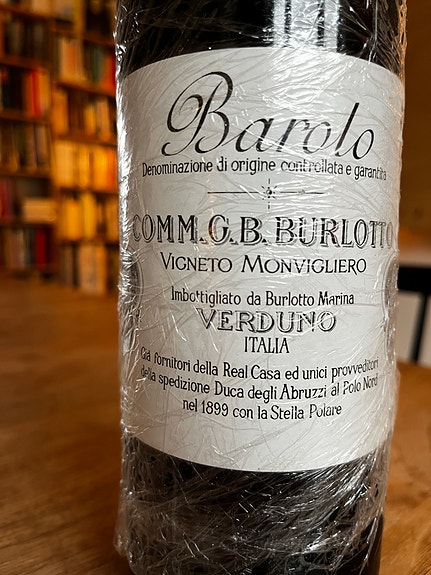 Barolo
Denominazione di origine controllata e garantita
COMM. G. B. BURLOTTO
VIGNETO MONVIGLIERO
Imbottigliato da Burlotto Marina
VERDUNO
ITALIA
Già fornitori della Real Casa ed unici provveditori
della spedizione Duca degli Abruzzi al Polo Nord
nel 1899 con la Stella Polare